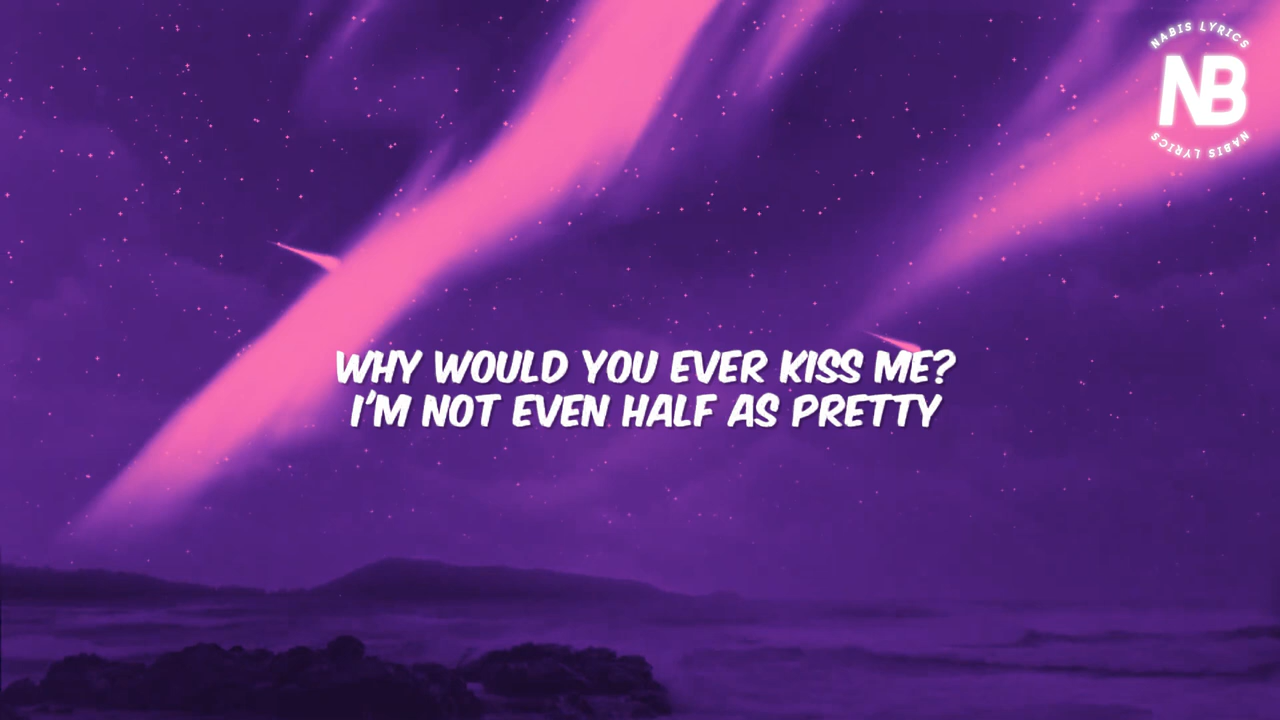 NABIS LYRICS
NB
NABIS LYRICS
WHY WOULD YOU EVER KISS ME?
I'M NOT EVEN HALF AS PRETTY